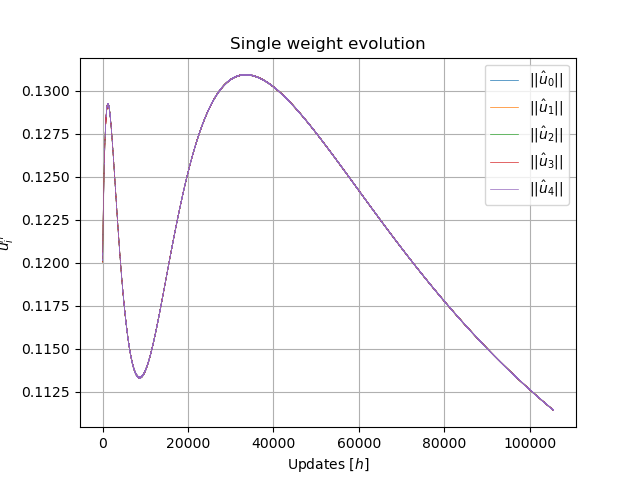 Single weight evolution
0.1300
0.1275
0.1250
0.1225
0.1200
0.1175
0.1150
0.1125
||û₀||
||û₁||
||û₂||
||û₃||
||û₄||
0
20000
40000
60000
80000
100000
Updates [h]